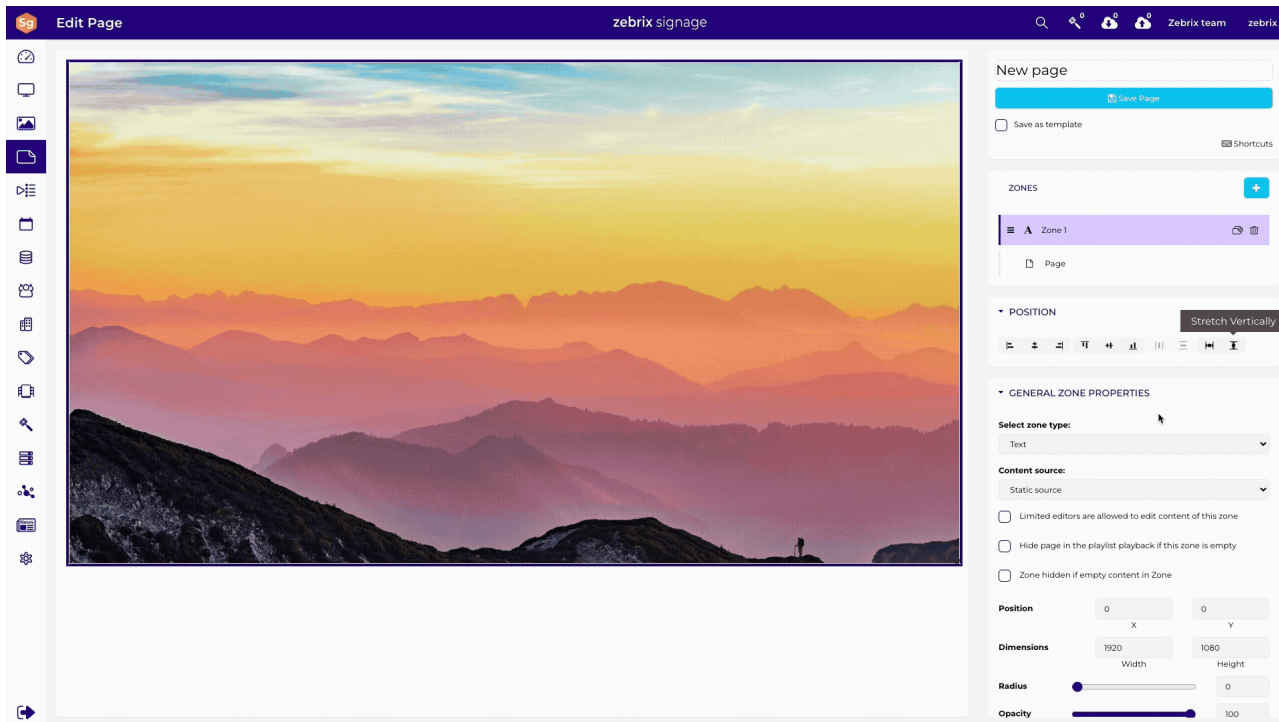 Sg
Edit Page
zebrix signage
0
0
0
Zebrix team
zebrix
New page
Save Page
Save as template
Shortcuts
ZONES
+
A Zone 1
Page
POSITION
Stretch Vertically
GENERAL ZONE PROPERTIES
Select zone type:
Text
Content source:
Static source
Limited editors are allowed to edit content of this zone
Hide page in the playlist playback if this zone is empty
Zone hidden if empty content in Zone
Position 0 0
X Y
Dimensions 1920 1080
Width Height
Radius 0
Opacity 100